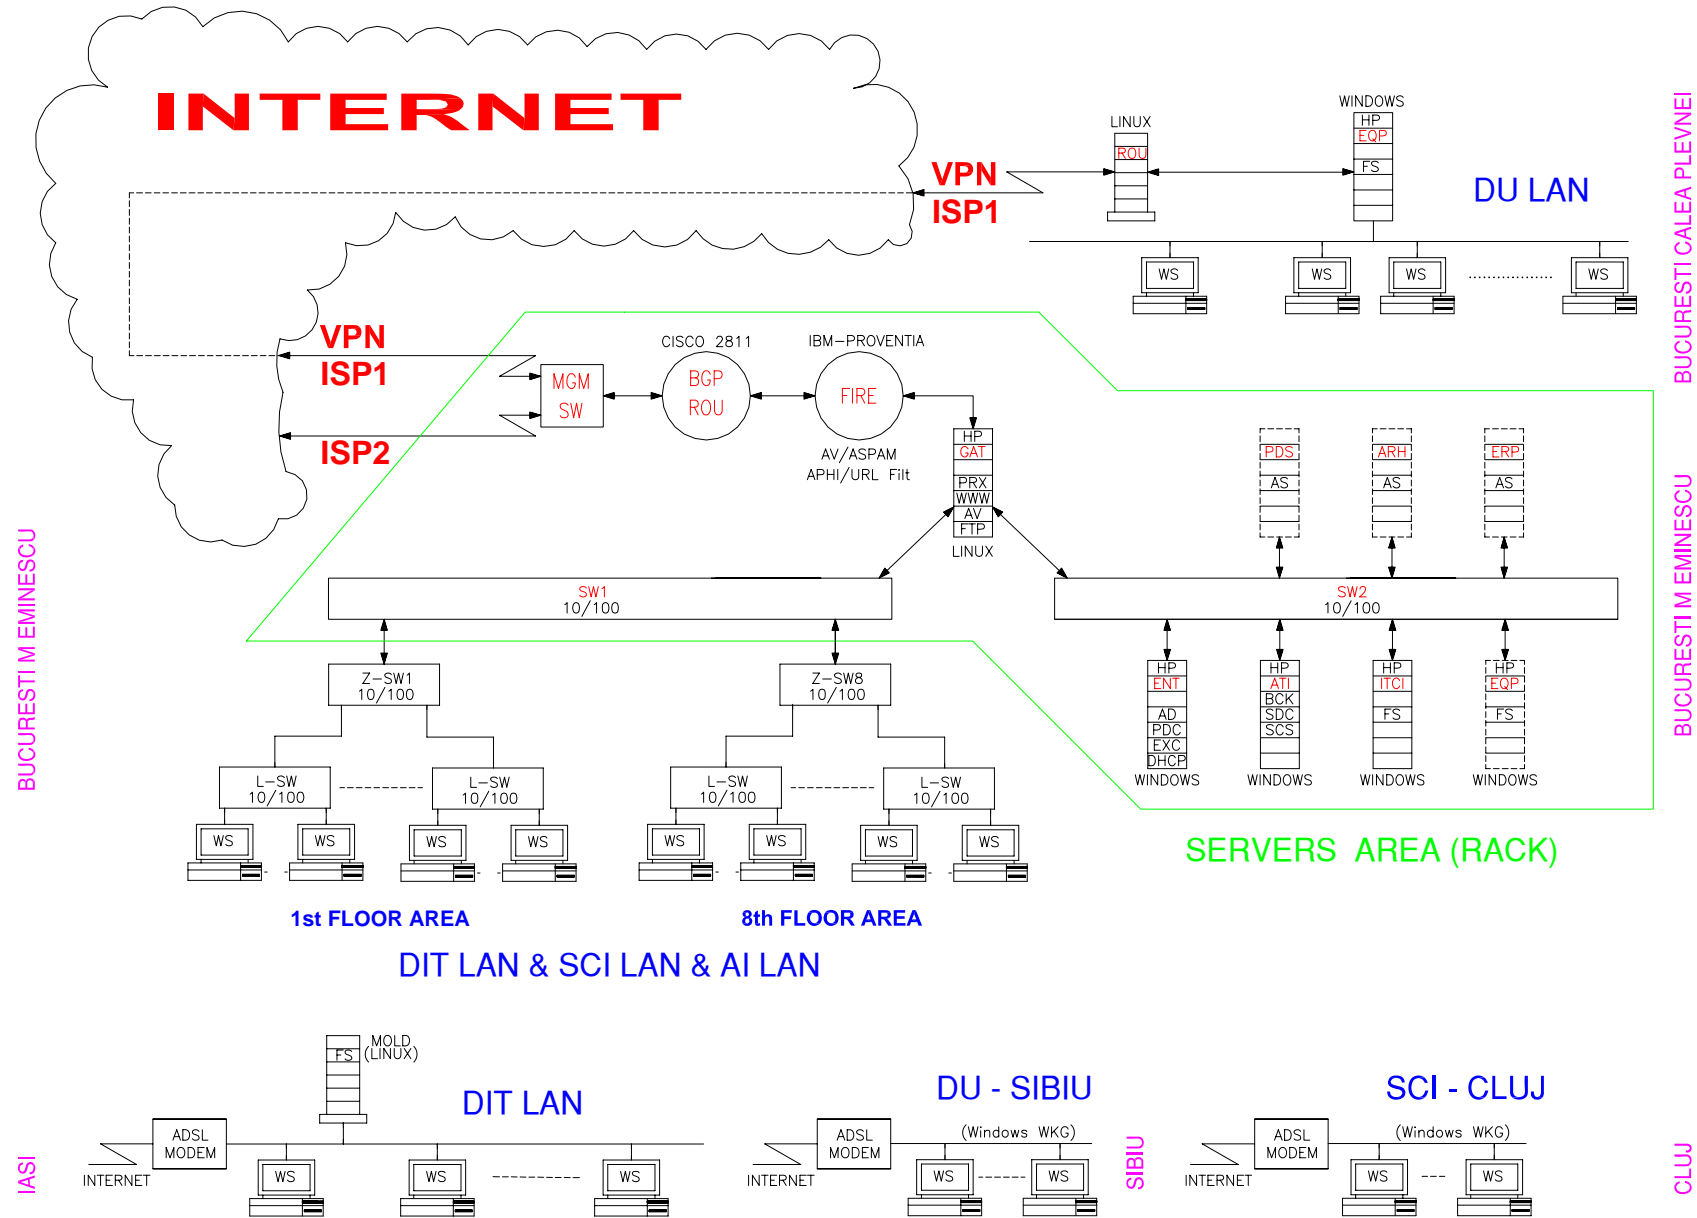 INTERNET
VPN
ISP1
LINUX
ROU
WINDOWS
HP
EQP
FS
DU LAN
WS
WS
WS
WS
BUCURESTI CALEA PLEVNEI
VPN
ISP1
ISP2
MGM
SW
CISCO 2811
BGP
ROU
IBM-PROVENTIA
FIRE
AV/ASPAM
APHI/URL Filt
HP
GAT
PRX
WWW
AV
FTP
LINUX
PDS
AS
ARH
AS
ERP
AS
BUCURESTI M EMINESCU
BUCURESTI M EMINESCU
SW1
10/100
SW2
10/100
Z-SW1
10/100
Z-SW8
10/100
L-SW
10/100
L-SW
10/100
L-SW
10/100
L-SW
10/100
WS
WS
WS
WS
WS
WS
WS
WS
HP
ENT
AD
PDC
EXC
DHCP
WINDOWS
HP
ATI
BCK
SDC
SCS
WINDOWS
HP
ITCI
FS
WINDOWS
HP
EQP
FS
WINDOWS
SERVERS AREA (RACK)
1st FLOOR AREA
8th FLOOR AREA
DIT LAN & SCI LAN & AI LAN
MOLD
(LINUX)
FS
DIT LAN
ADSL
MODEM
INTERNET
WS
WS
WS
IASI
DU - SIBIU
ADSL
MODEM
(Windows WKG)
INTERNET
WS
WS
SIBIU
SCI - CLUJ
ADSL
MODEM
(Windows WKG)
INTERNET
WS
WS
CLUJ